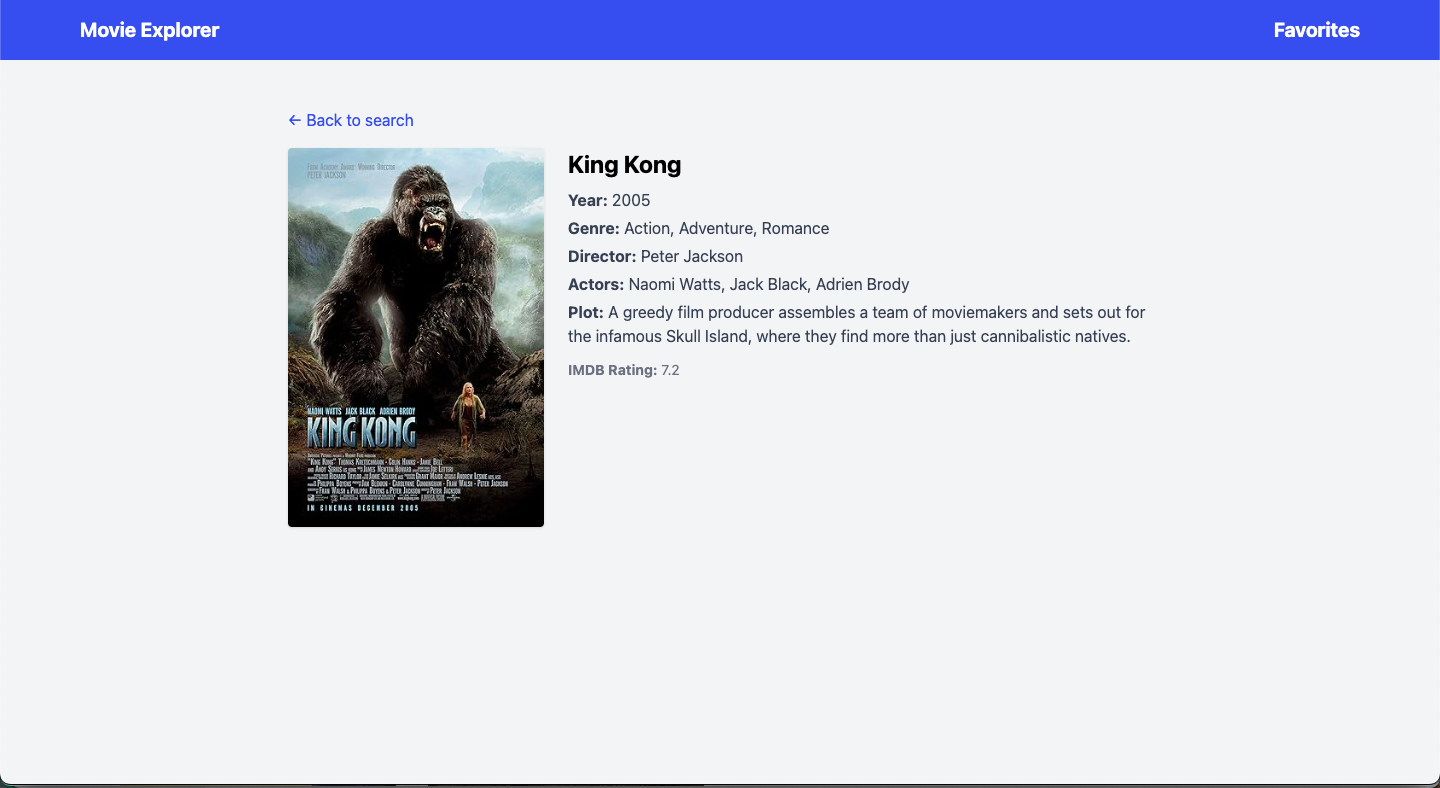 Movie Explorer
Favorites
← Back to search
King Kong
Year: 2005
Genre: Action, Adventure, Romance
Director: Peter Jackson
Actors: Naomi Watts, Jack Black, Adrien Brody
Plot: A greedy film producer assembles a team of moviemakers and sets out for
the infamous Skull Island, where they find more than just cannibalistic natives.
IMDB Rating: 7.2
FROM ACADEMY AWARD WINNING DIRECTOR
PETER JACKSON
NAOMI WATTS JACK BLACK ADRIEN BRODY
KING KONG
IN CINEMAS DECEMBER 2005